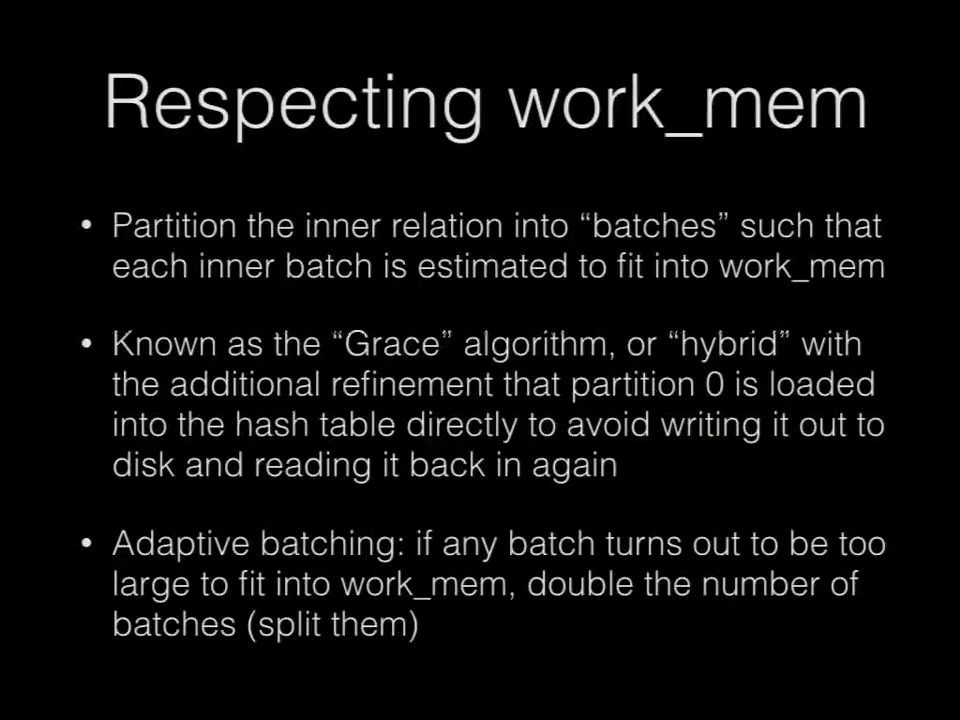 Respecting work_mem
• Partition the inner relation into “batches” such that
each inner batch is estimated to fit into work_mem
• Known as the “Grace” algorithm, or “hybrid” with
the additional refinement that partition 0 is loaded
into the hash table directly to avoid writing it out to
disk and reading it back in again
• Adaptive batching: if any batch turns out to be too
large to fit into work_mem, double the number of
batches (split them)